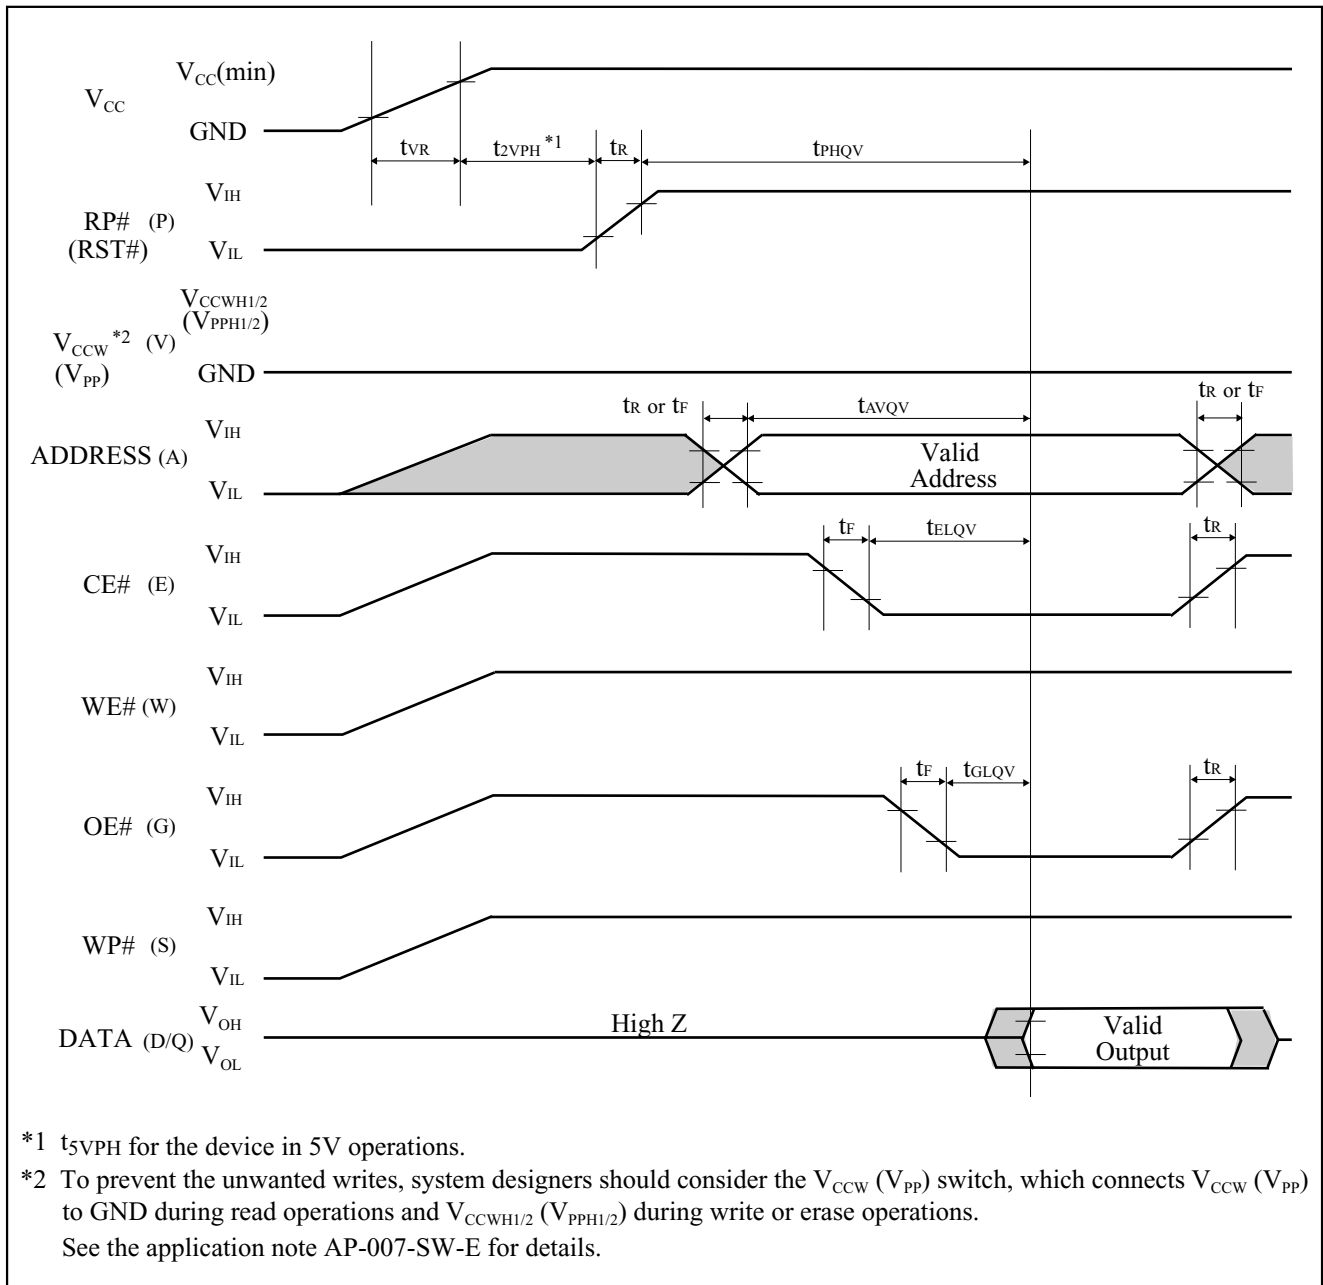 VCC(min)
VCC
GND
tVR
t2VPH *1
tR
tPHQV
VIH
RP# (P)
(RST#)
VIL
VCCWH1/2
(VPPH1/2)
VCCW *2 (V)
(VPP)
GND
tR or tF
tAVQV
tR or tF
VIH
ADDRESS (A)
Valid
Address
VIL
tF
tELQV
tR
VIH
CE# (E)
VIL
VIH
WE# (W)
VIL
tF
tGLQV
tR
VIH
OE# (G)
VIL
VIH
WP# (S)
VIL
VOH
DATA (D/Q)
VOL
High Z
Valid
Output
*1 t5VPH for the device in 5V operations.
*2 To prevent the unwanted writes, system designers should consider the VCCW (VPP) switch, which connects VCCW (VPP)
to GND during read operations and VCCWH1/2 (VPPH1/2) during write or erase operations.
See the application note AP-007-SW-E for details.